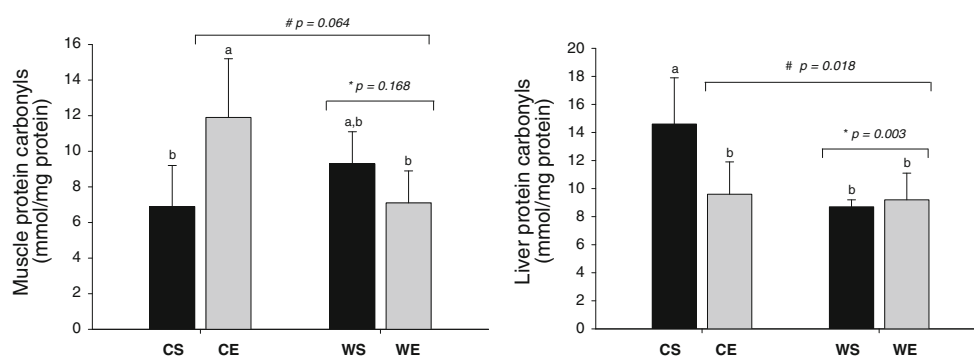 # p = 0.064
16
14
12
10
8
6
4
2
0
Muscle protein carbonyls
(mmol/mg protein)
a
* p = 0.168
b
a,b
b
CS CE WS WE
20
18
16
14
12
10
8
6
4
2
0
Liver protein carbonyls
(mmol/mg protein)
a
# p = 0.018
* p = 0.003
b
b
b
CS CE WS WE